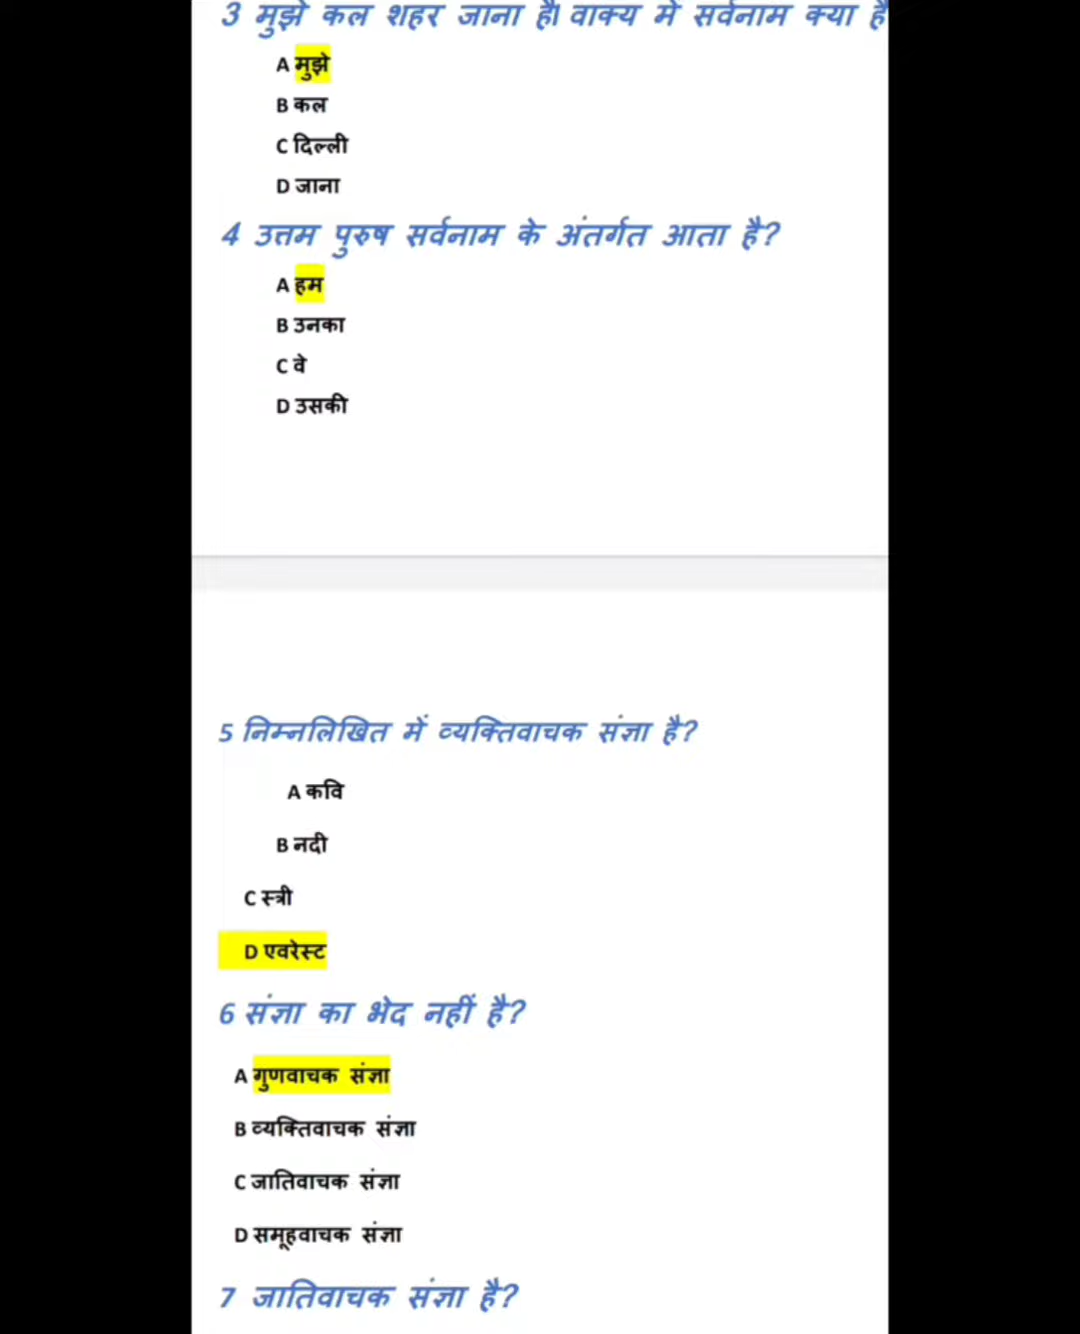 3 मुझे कल शहर जाना है। वाक्य में सर्वनाम क्या है
A मुझे
B कल
C दिल्ली
D जाना
4 उत्तम पुरुष सर्वनाम के अंतर्गत आता है?
A हम
B उनका
C वे
D उसकी
5 निम्नलिखित में व्यक्तिवाचक संज्ञा है?
A कवि
B नदी
C स्त्री
D एवरेस्ट
6 संज्ञा का भेद नहीं है?
A गुणवाचक संज्ञा
B व्यक्तिवाचक संज्ञा
C जातिवाचक संज्ञा
D समूहवाचक संज्ञा
7 जातिवाचक संज्ञा है?